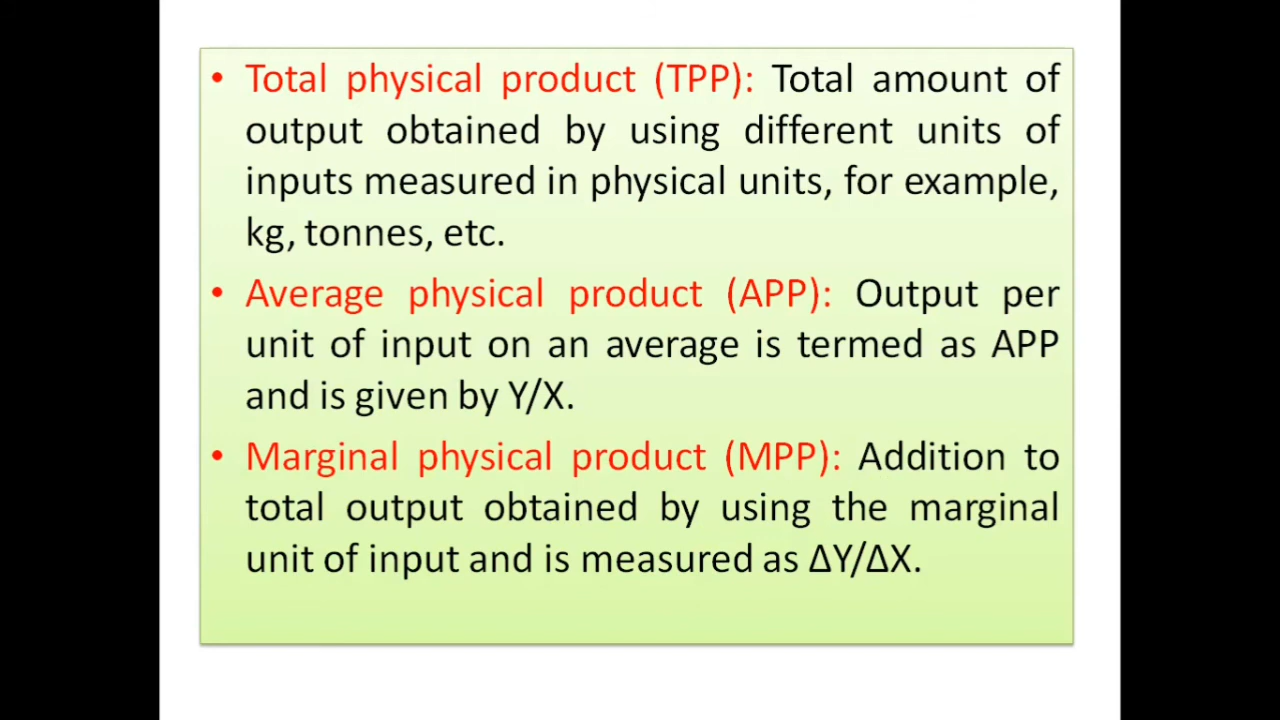 • Total physical product (TPP): Total amount of
output obtained by using different units of
inputs measured in physical units, for example,
kg, tonnes, etc.
• Average physical product (APP): Output per
unit of input on an average is termed as APP
and is given by Y/X.
• Marginal physical product (MPP): Addition to
total output obtained by using the marginal
unit of input and is measured as ΔY/ΔX.